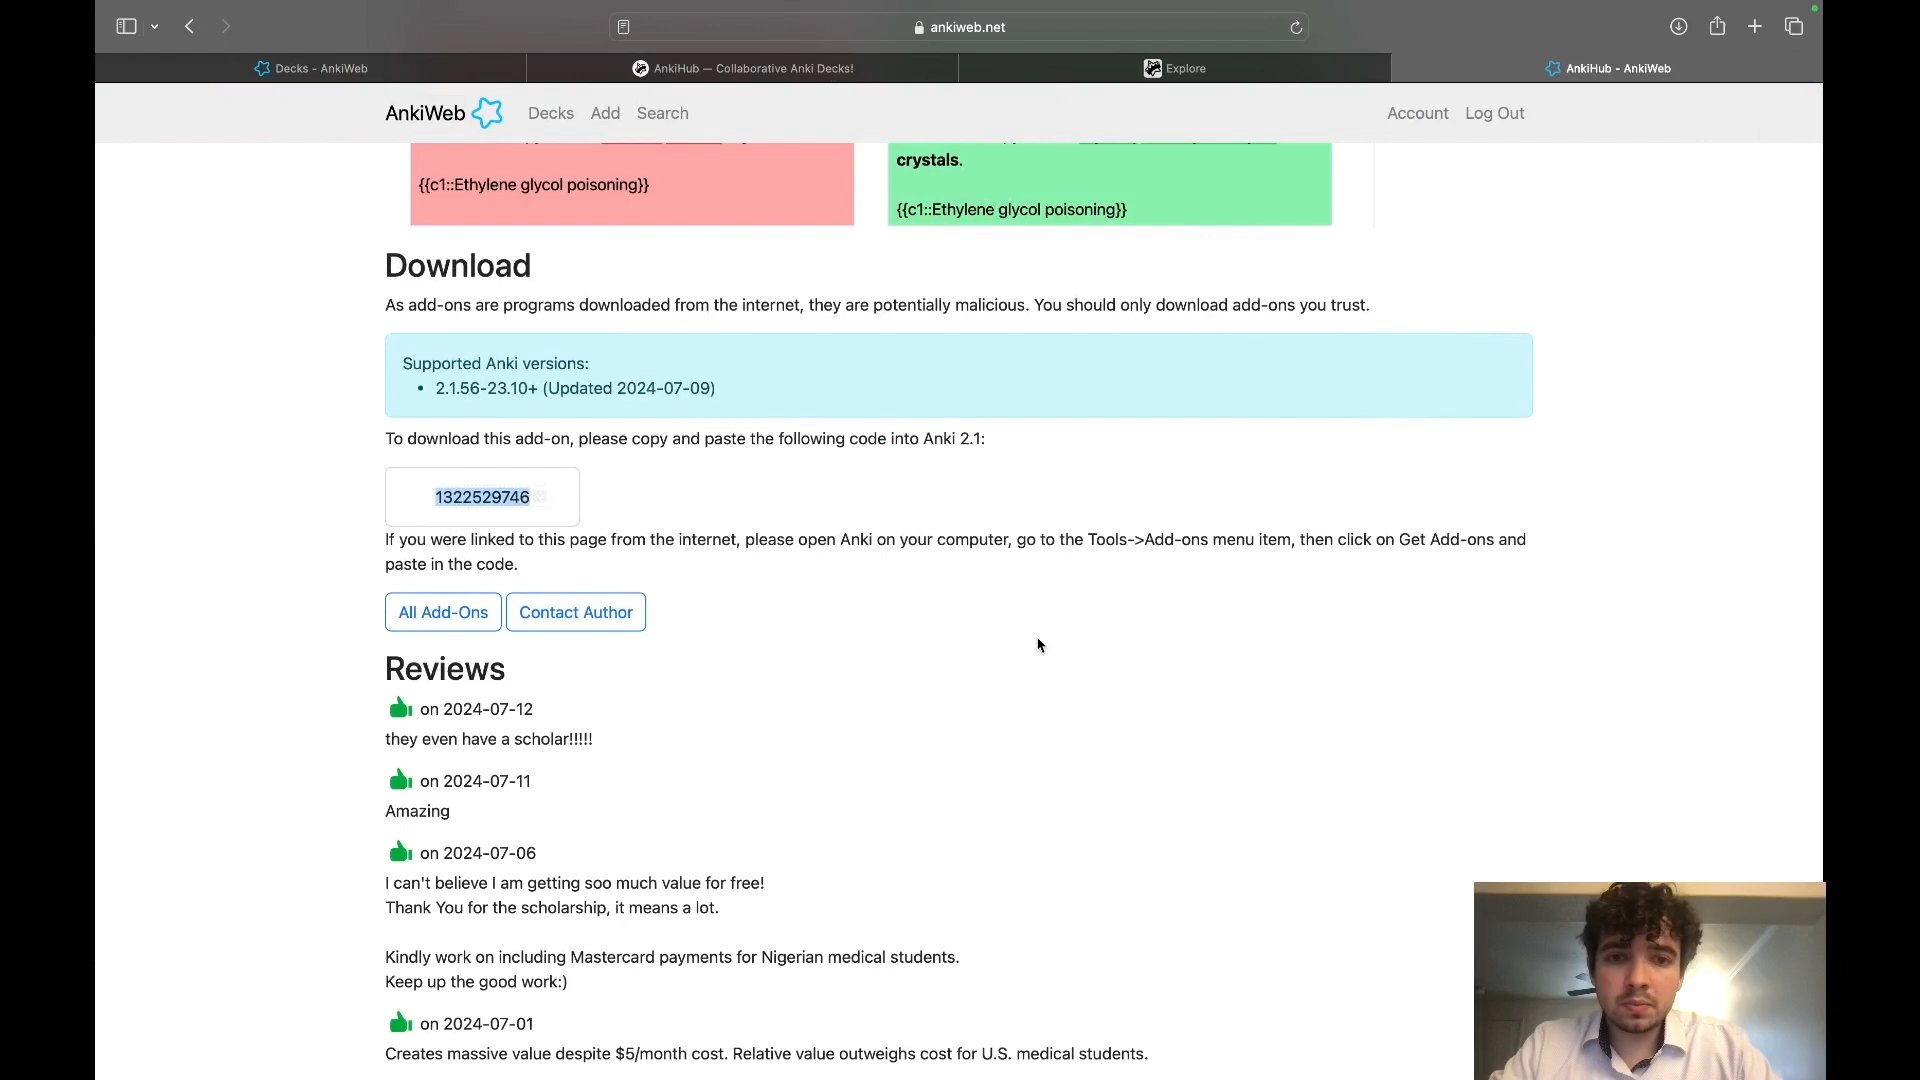 ankiweb.net
Decks - AnkiWeb
AnkiHub — Collaborative Anki Decks!
Explore
AnkiHub - AnkiWeb
AnkiWeb
Decks
Add
Search
Account
Log Out
{{c1::Ethylene glycol poisoning}}
crystals.
{{c1::Ethylene glycol poisoning}}
Download
As add-ons are programs downloaded from the internet, they are potentially malicious. You should only download add-ons you trust.
Supported Anki versions:
• 2.1.56-23.10+ (Updated 2024-07-09)
To download this add-on, please copy and paste the following code into Anki 2.1:
1322529746
If you were linked to this page from the internet, please open Anki on your computer, go to the Tools->Add-ons menu item, then click on Get Add-ons and
paste in the code.
All Add-Ons
Contact Author
Reviews
on 2024-07-12
they even have a scholar!!!!!
on 2024-07-11
Amazing
on 2024-07-06
I can't believe I am getting soo much value for free!
Thank You for the scholarship, it means a lot.
Kindly work on including Mastercard payments for Nigerian medical students.
Keep up the good work:)
on 2024-07-01
Creates massive value despite $5/month cost. Relative value outweighs cost for U.S. medical students.